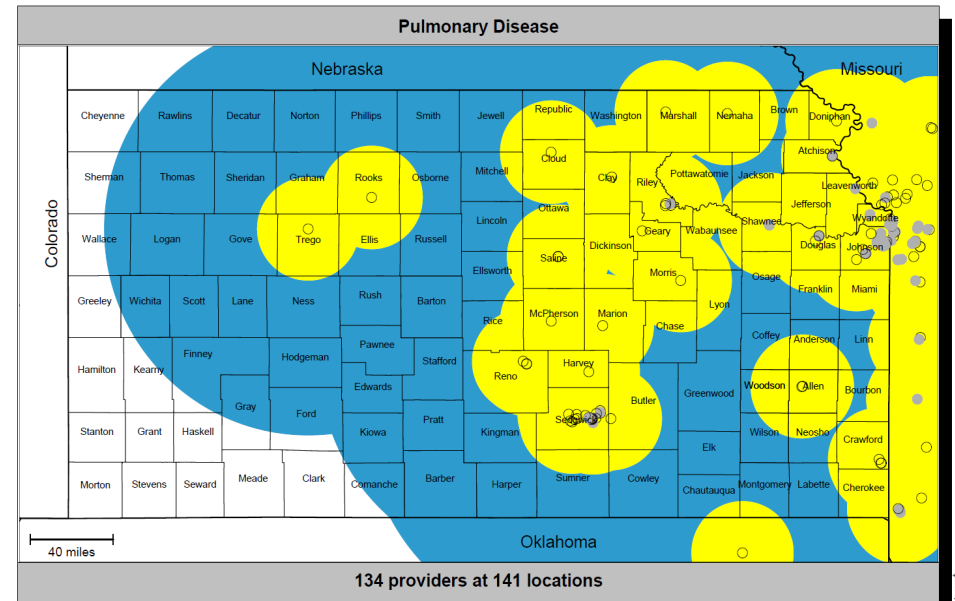 Pulmonary Disease
Nebraska
Missouri
Colorado
Cheyenne Rawlins Decatur Norton Phillips Smith Jewell Republic Washington Marshall Nemaha Brown Doniphan
Atchison
Sherman Thomas Sheridan Graham Rooks Osborne Mitchell Cloud Clay Riley Pottawatomie Jackson
Leavenworth
Jefferson
Wyandotte
Wallace Logan Gove Trego Ellis Russell Lincoln Ottawa Dickinson Geary Wabaunsee Shawnee Douglas Johnson
Ellsworth Saline Morris Osage
Greeley Wichita Scott Lane Ness Rush Barton Rice McPherson Marion Chase Lyon Franklin Miami
Coffey Anderson Linn
Hamilton Kearny Finney Hodgeman Pawnee Stafford Reno Harvey
Edwards
Gray Ford Butler Greenwood Woodson Allen Bourbon
Stanton Grant Haskell Kiowa Pratt Kingman Sedgwick Elk Wilson Neosho Crawford
Morton Stevens Seward Meade Clark Comanche Barber Harper Sumner Cowley Chautauqua Montgomery Labette Cherokee
40 miles
Oklahoma
134 providers at 141 locations